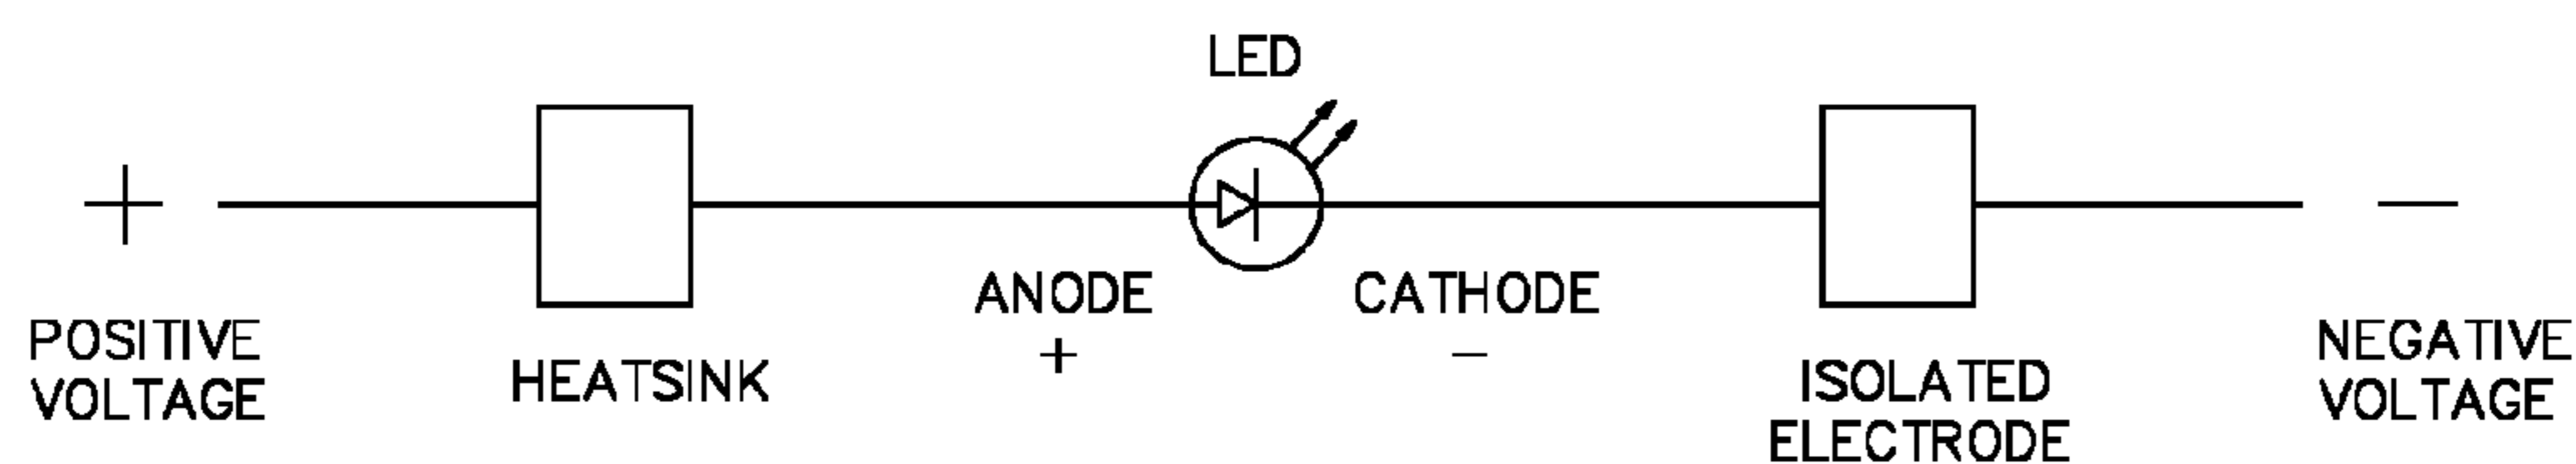 LED
+
−
ANODE
CATHODE
+
−
POSITIVE
VOLTAGE
HEATSINK
ISOLATED
ELECTRODE
NEGATIVE
VOLTAGE